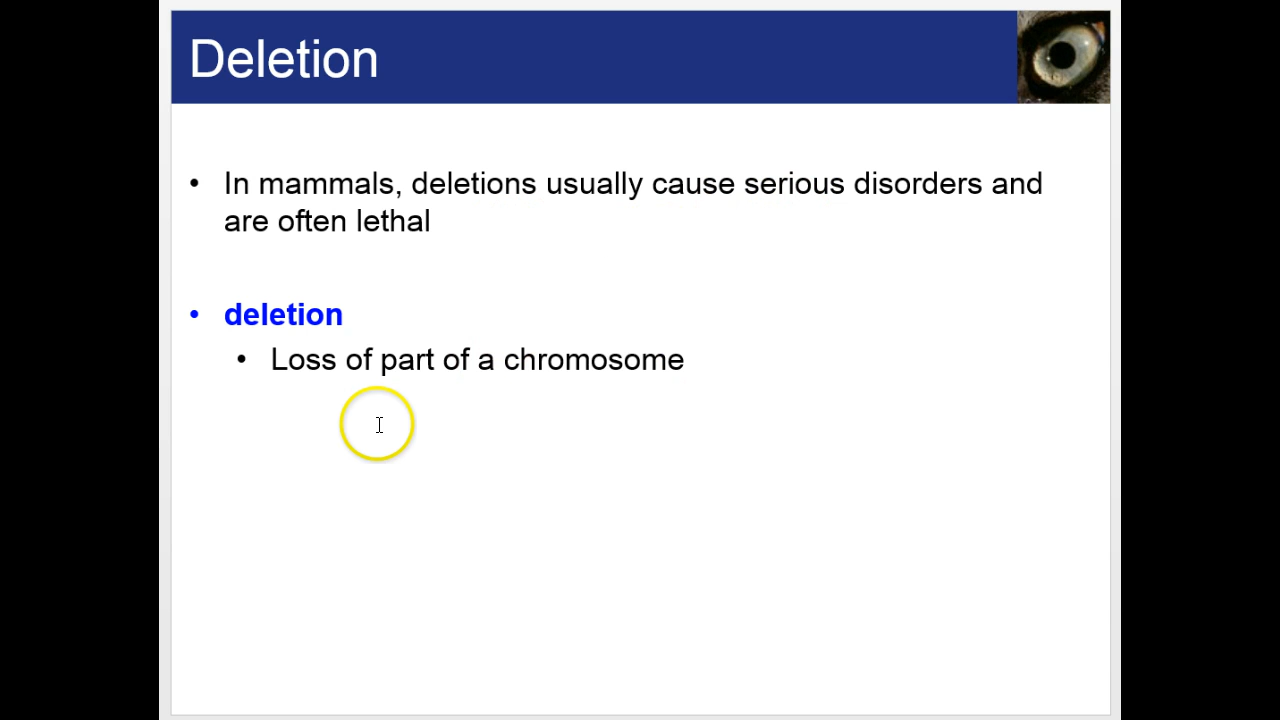 Deletion
• In mammals, deletions usually cause serious disorders and
are often lethal
• deletion
• Loss of part of a chromosome